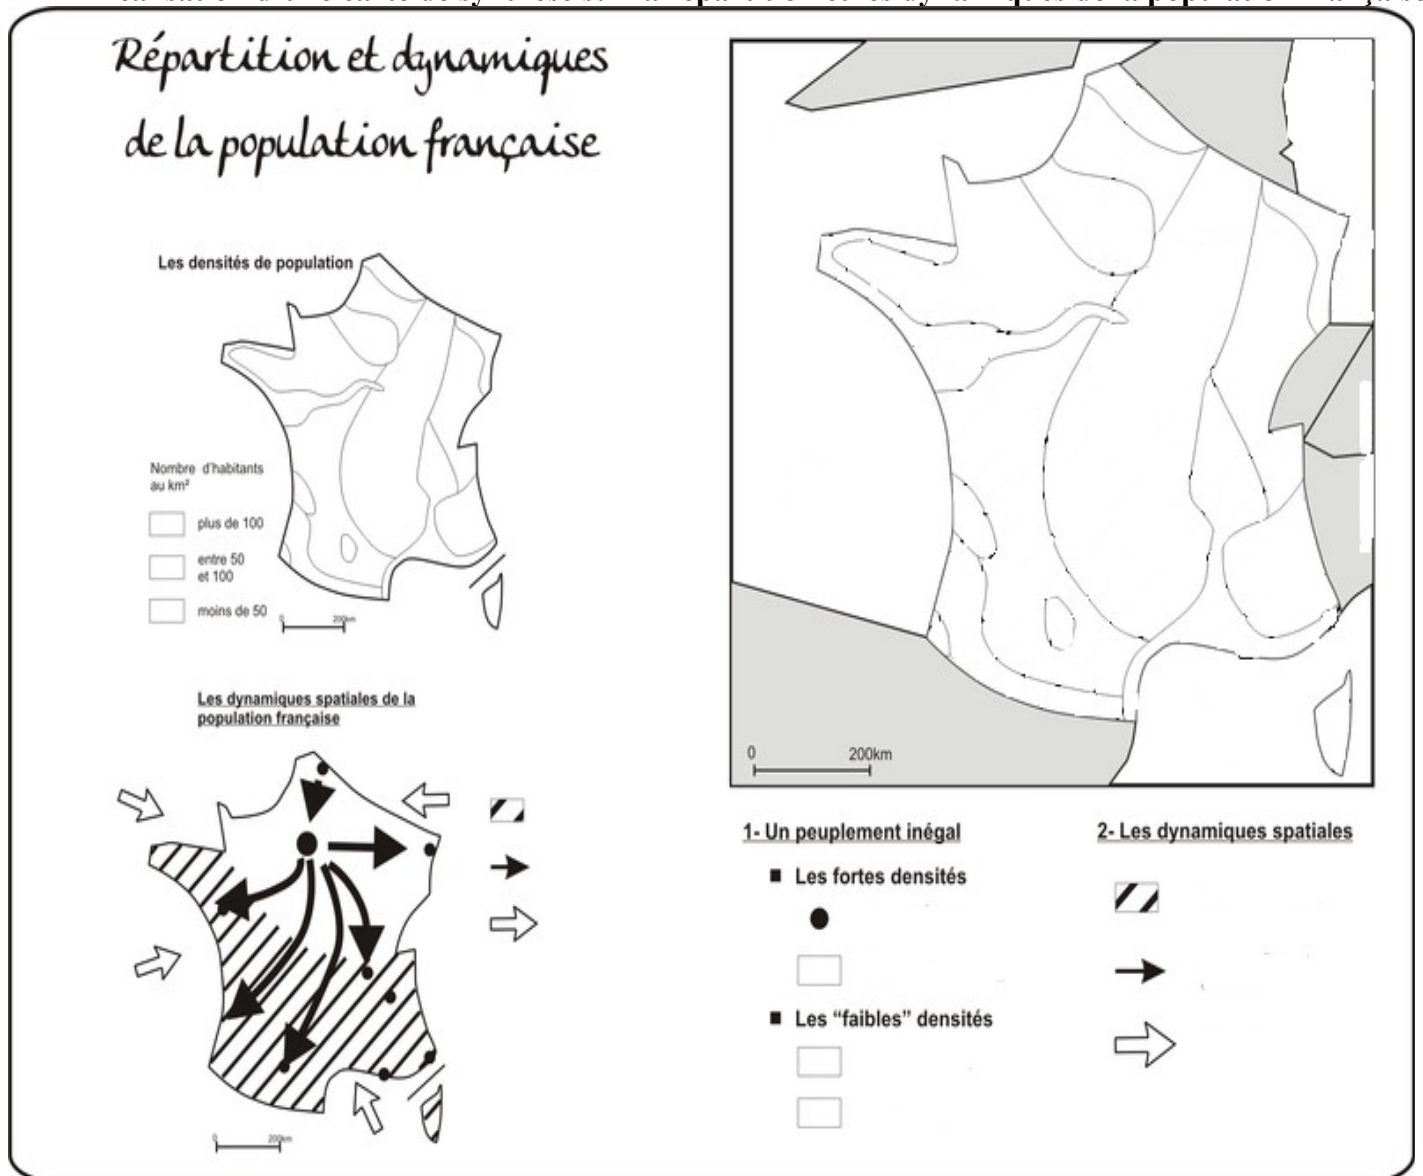 Répartition et dynamiques
de la population française
Les densités de population
Nombre d'habitants
au km²
plus de 100
entre 50
et 100
moins de 50
0 200km
Les dynamiques spatiales de la
population française
0 200km
0 200km
1- Un peuplement inégal
■ Les fortes densités
■ Les “faibles” densités
2- Les dynamiques spatiales